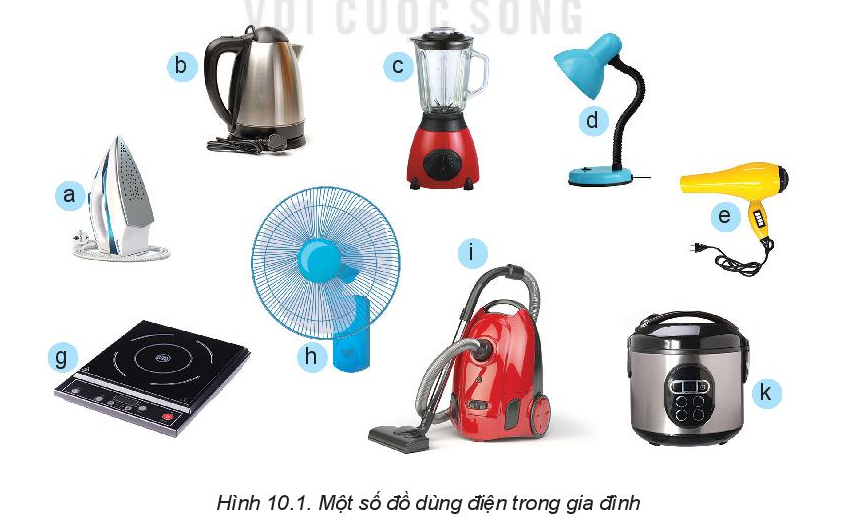 VỚI CUỘC SỐNG
b
c
d
a
e
i
g
h
k
Hình 10.1. Một số đồ dùng điện trong gia đình